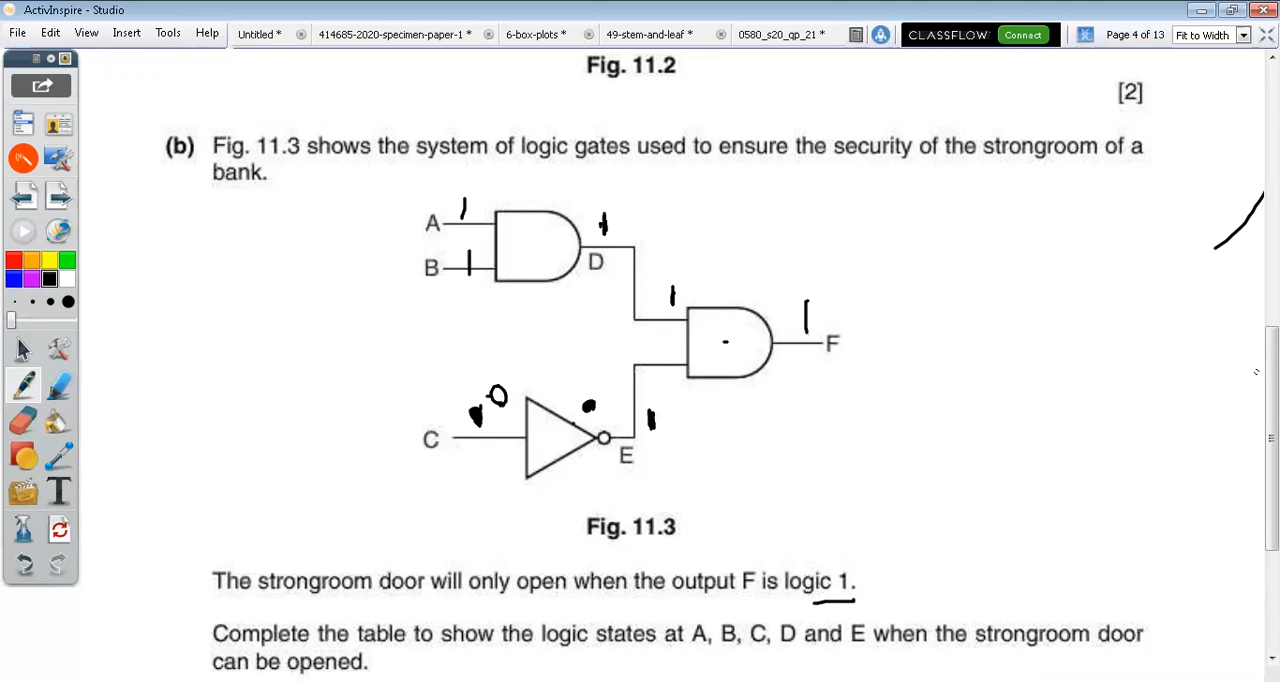 ActivInspire - Studio
File Edit View Insert Tools Help Untitled * 414685-2020-specimen-paper-1 * 6-box-plots * 49-stem-and-leaf * 0580_s20_qp_21 * CLASSFLOW Connect Page 4 of 13 Fit to Width
Fig. 11.2
[2]
(b) Fig. 11.3 shows the system of logic gates used to ensure the security of the strongroom of a
bank.
A 1 1
B 1 D
1
1 F
0
C 1
E
Fig. 11.3
The strongroom door will only open when the output F is logic 1.
Complete the table to show the logic states at A, B, C, D and E when the strongroom door
can be opened.
T